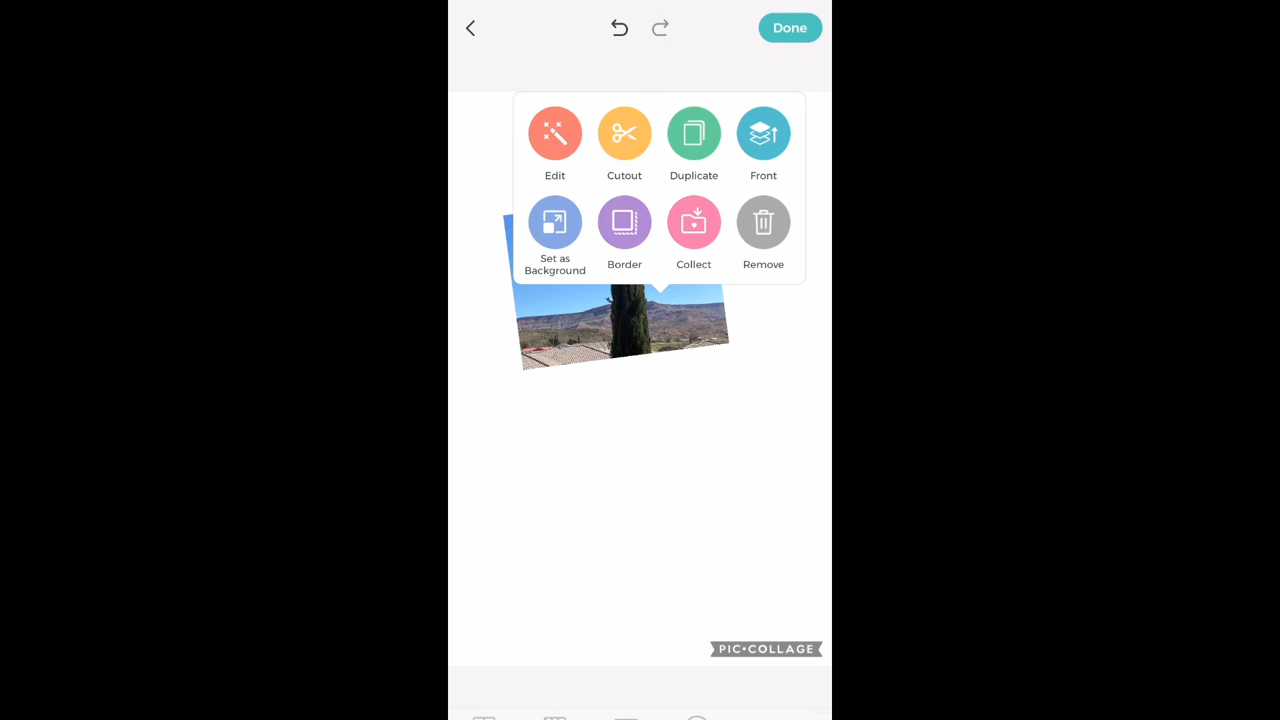 Done
Edit
Cutout
Duplicate
Front
Set as
Background
Border
Collect
Remove
PIC•COLLAGE